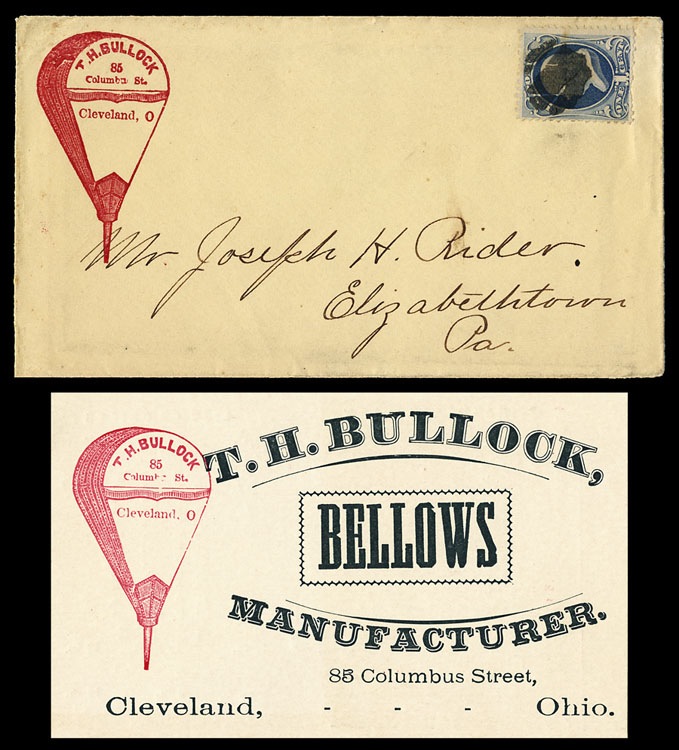 T.H. BULLOCK
85
Columbus St.
Cleveland, O
Mr. Joseph H. Rider.
Elizabethtown
Pa.
T.H. BULLOCK
85
Columbus St.
Cleveland, O
T. H. BULLOCK,
BELLOWS
MANUFACTURER.
85 Columbus Street,
Cleveland, - - - Ohio.